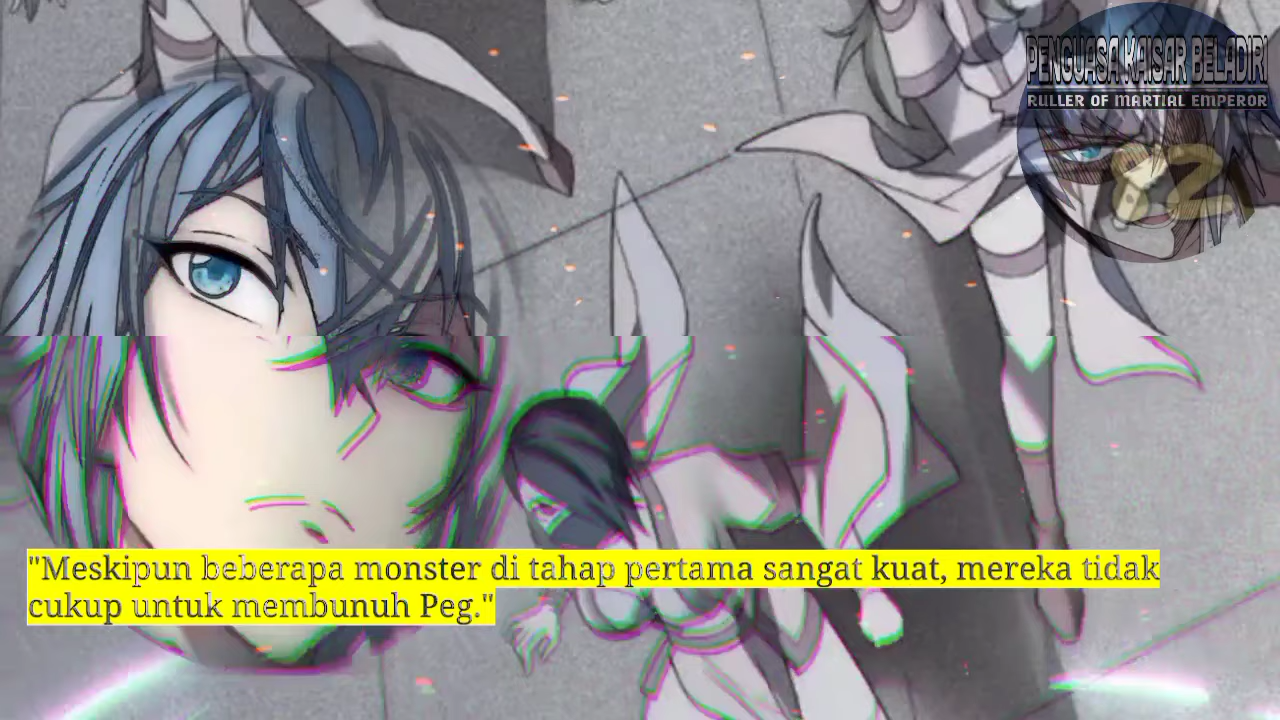 PENGUASA KAISAR BELADIRI
RULLER OF MARTIAL EMPEROR
82
"Meskipun beberapa monster di tahap pertama sangat kuat, mereka tidak
cukup untuk membunuh Peg."